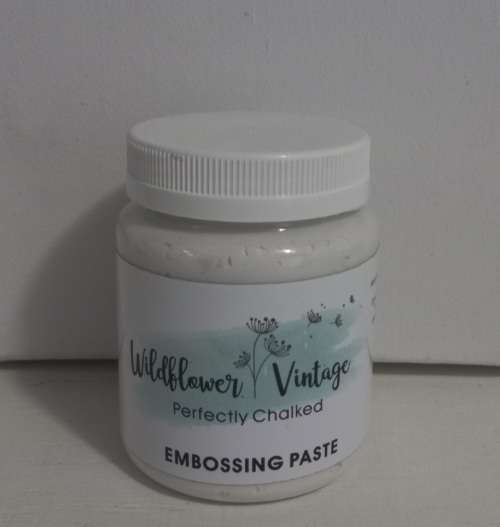 Wildflower Vintage
Perfectly Chalked
EMBOSSING PASTE